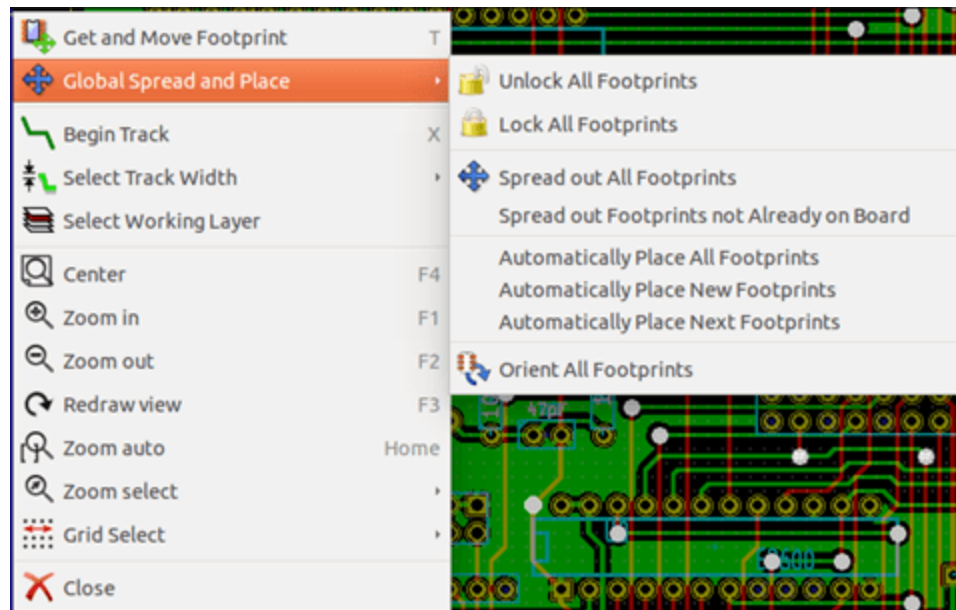 Get and Move Footprint T
Global Spread and Place
Begin Track X
Select Track Width
Select Working Layer
Center F4
Zoom in F1
Zoom out F2
Redraw view F3
Zoom auto Home
Zoom select
Grid Select
Close
Unlock All Footprints
Lock All Footprints
Spread out All Footprints
Spread out Footprints not Already on Board
Automatically Place All Footprints
Automatically Place New Footprints
Automatically Place Next Footprints
Orient All Footprints
47pF